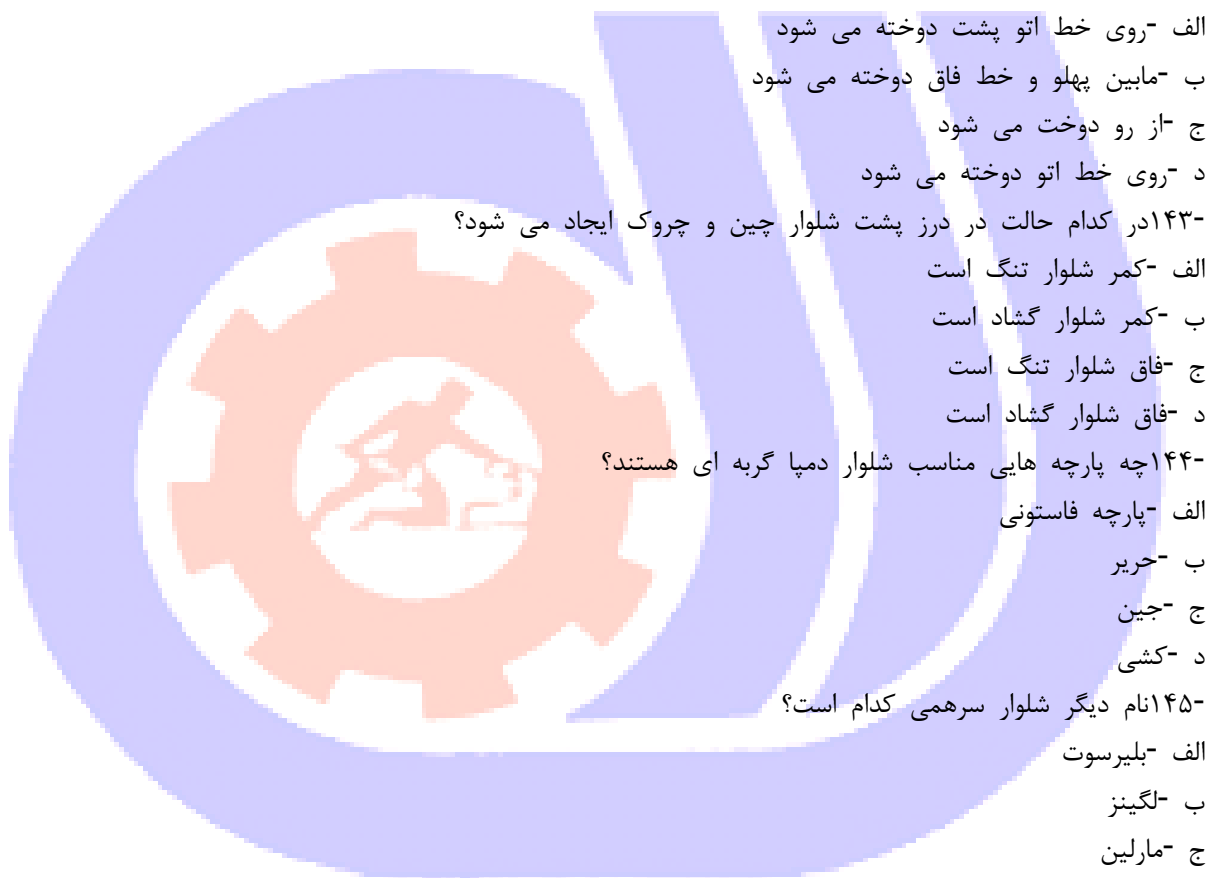 الف -روی خط اتو پشت دوخته می شود
ب -مابین پهلو و خط فاق دوخته می شود
ج -از رو دوخت می شود
د -روی خط اتو دوخته می شود
-۱۴۳در کدام حالت در درز پشت شلوار چین و چروک ایجاد می شود؟
الف -کمر شلوار تنگ است
ب -کمر شلوار گشاد است
ج -فاق شلوار تنگ است
د -فاق شلوار گشاد است
-۱۴۴چه پارچه هایی مناسب شلوار دمپا گربه ای هستند؟
الف -پارچه فاستونی
ب -حریر
ج -جین
د -کشی
-۱۴۵نام دیگر شلوار سرهمی کدام است؟
الف -بلیرسوت
ب -لگینز
ج -مارلین